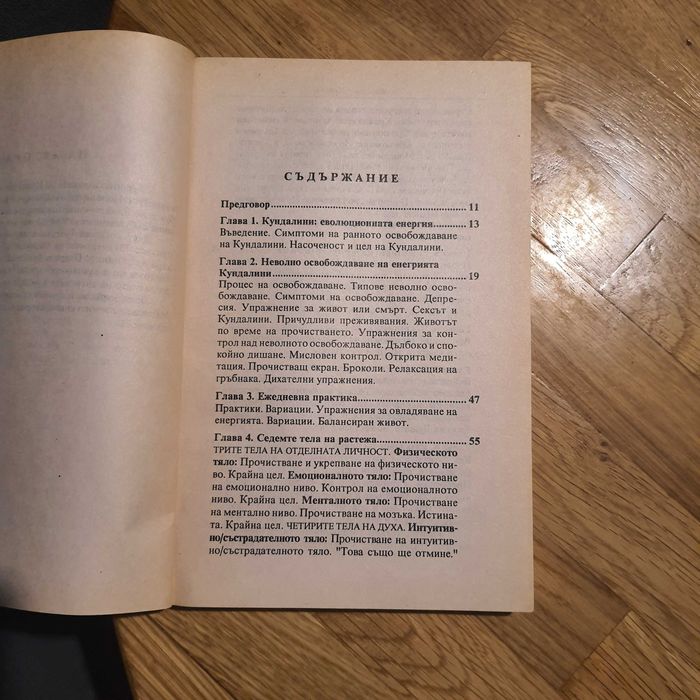 СЪДЪРЖАНИЕ
Предговор 11
Глава 1. Кундалини: еволюционната енергия 13
Въведение. Симптоми на ранното освобождаване
на Кундалини. Насоченост и цел на Кундалини.
Глава 2. Неволно освобождаване на енегрията
Кундалини 19
Процес на освобождаване. Типове неволно осво-
бождаване. Симптоми на освобождаване. Депре-
сия. Упражнение за живот или смърт. Сексът и
Кундалини. Причудливи преживявания. Животът
по време на прочистването. Упражнения за кон-
трол над неволното освобождаване. Дълбоко и спо-
койно дишане. Мисловен контрол. Открита меди-
тация. Прочистващ екран. Броколи. Релаксация на
гръбнака. Дихателни упражнения.
Глава 3. Ежедневна практика 47
Практики. Вариации. Упражнения за овладяване на
енергията. Вариации. Балансиран живот.
Глава 4. Седемте тела на растежа 55
ТРИТЕ ТЕЛА НА ОТДЕЛНАТА ЛИЧНОСТ. Физическото
тяло: Прочистване и укрепване на физическото ни-
во. Крайна цел. Емоционалното тяло: Прочистване
на емоционално ниво. Контрол на емоционалното
ниво. Крайна цел. Менталното тяло: Прочистване
на ментално ниво. Прочистване на мозъка. Истина-
та. Крайна цел. ЧЕТИРИТЕ ТЕЛА НА ДУХА. Интуитив-
но/състрадателното тяло: Прочистване на интуитив-
но/състрадателното тяло. "Това също ще отмине."